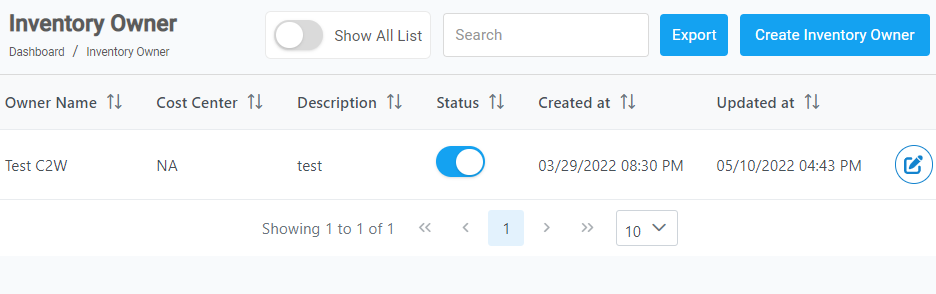 Inventory Owner
Dashboard / Inventory Owner
Show All List
Search
Export
Create Inventory Owner
Owner Name Cost Center Description Status Created at Updated at
Test C2W NA test 03/29/2022 08:30 PM 05/10/2022 04:43 PM
Showing 1 to 1 of 1 << < 1 > >> 10